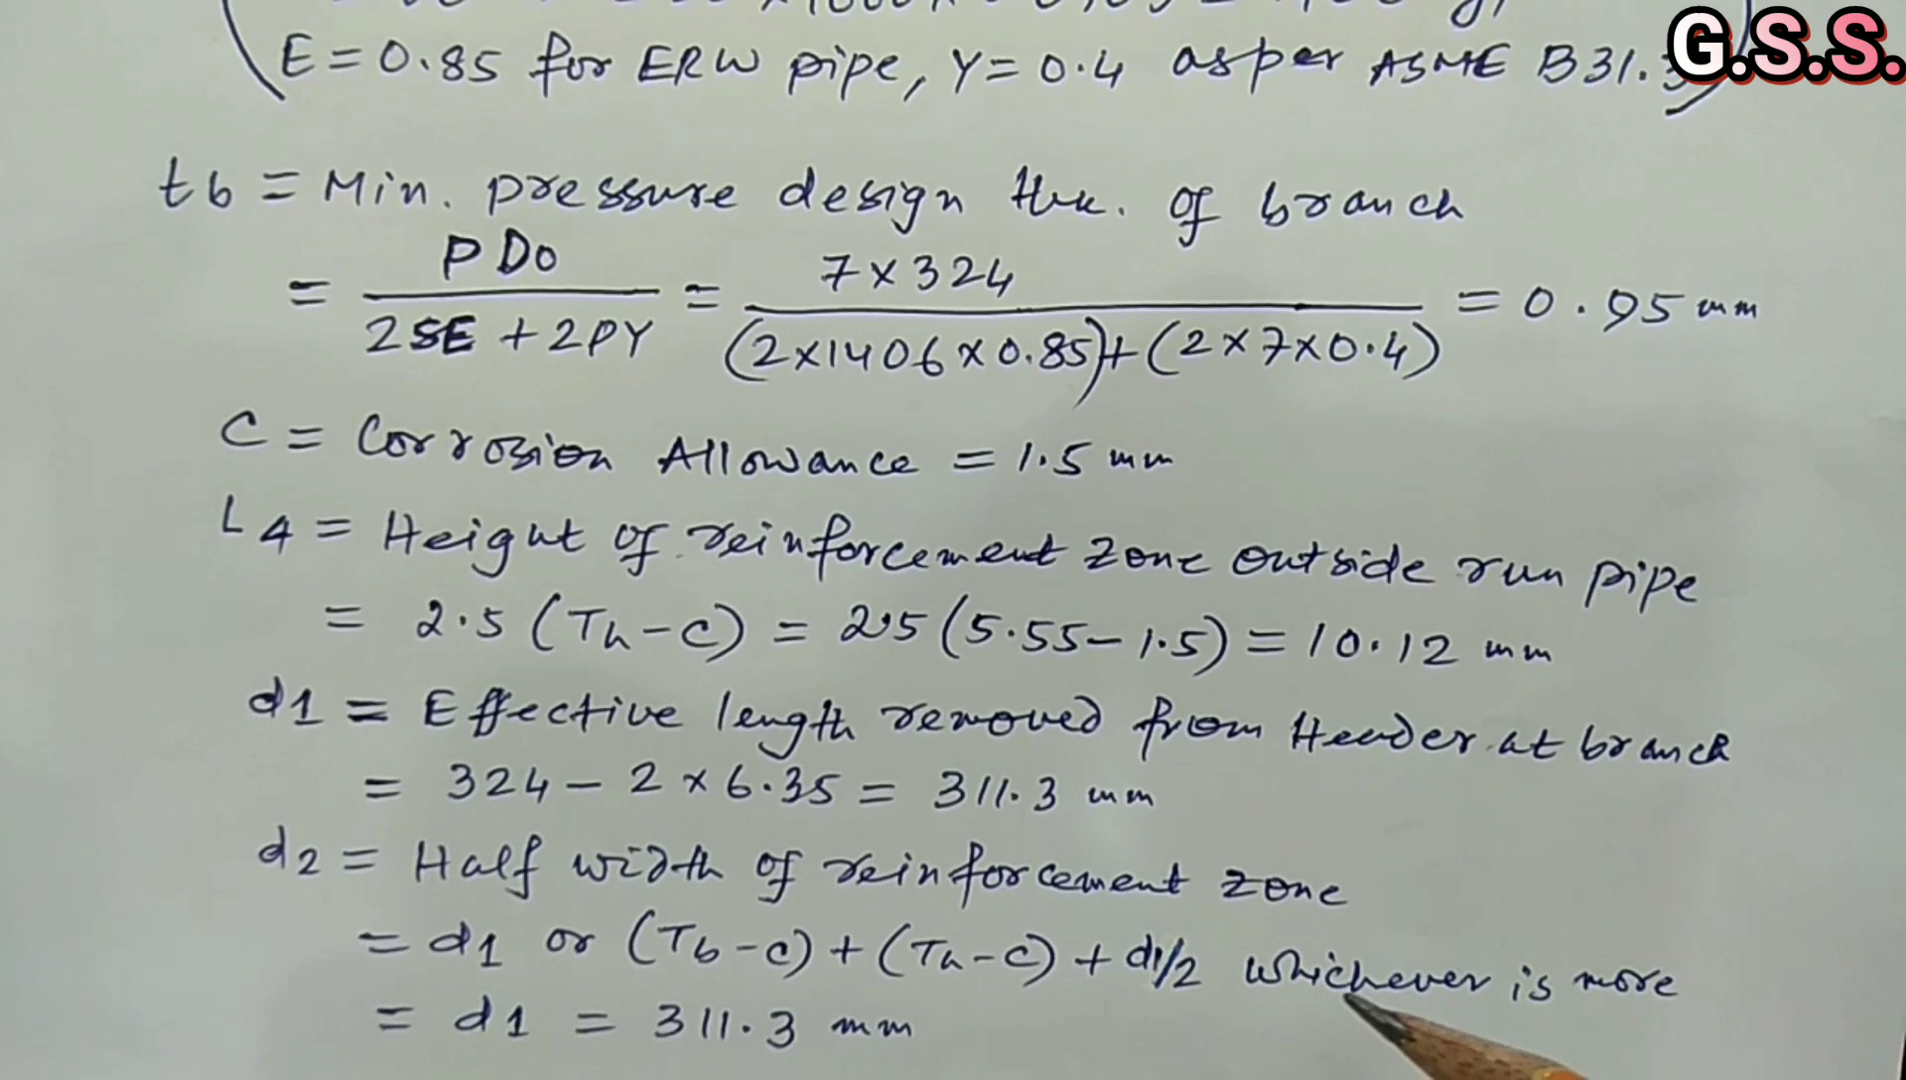 G.S.S.
E = 0.85 for ERW pipe, Y = 0.4 as per ASME B31.3
tb = Min. pressure design thk. of branch
= PDo / 2SE + 2PY = 7 x 324 / (2x1406 x 0.85) + (2 x 7 x 0.4) = 0.95 mm
C = Corrosion Allowance = 1.5 mm
L4 = Height of reinforcement zone outside run pipe
= 2.5 (Th - C) = 2.5 (5.55 - 1.5) = 10.12 mm
d1 = Effective length removed from Header at branch
= 324 - 2 x 6.35 = 311.3 mm
d2 = Half width of reinforcement zone
= d1 or (Tb - C) + (Th - C) + d1/2 whichever is more
= d1 = 311.3 mm